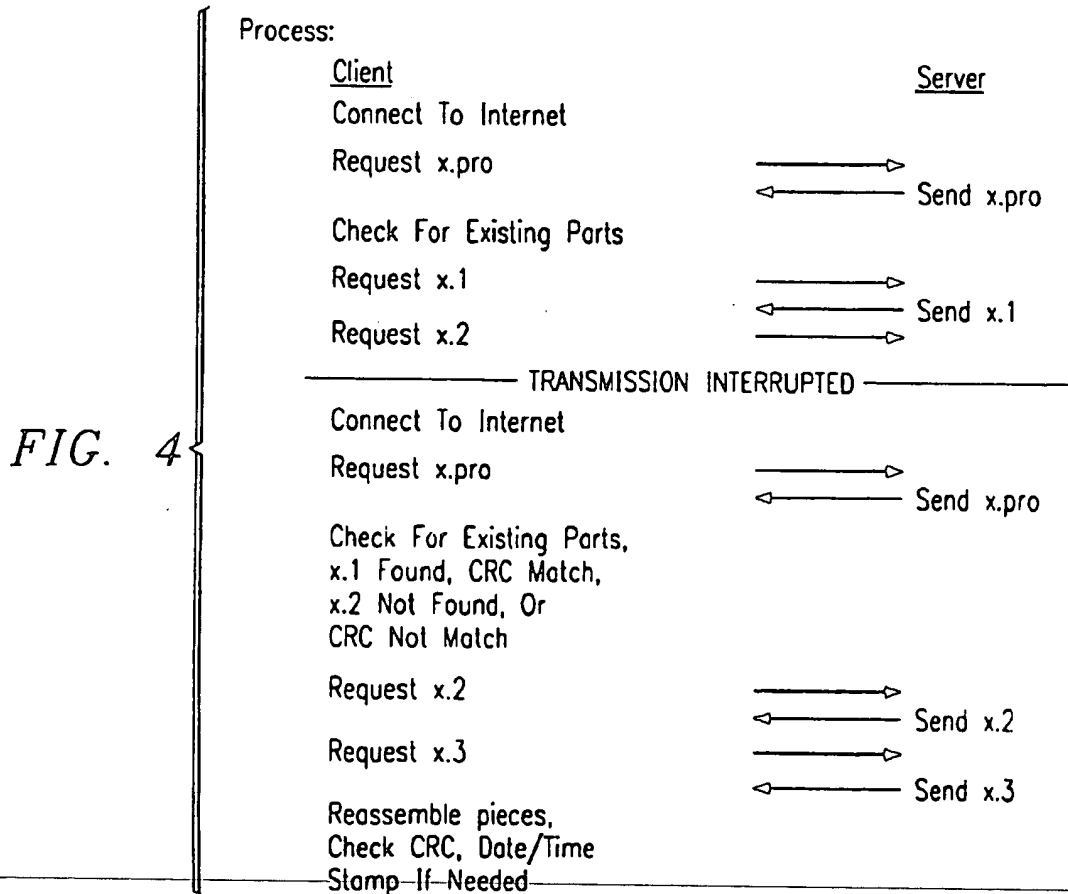 Process:
Client Server
Connect To Internet
Request x.pro
Send x.pro
Check For Existing Parts
Request x.1
Send x.1
Request x.2
TRANSMISSION INTERRUPTED
Connect To Internet
FIG. 4
Request x.pro
Send x.pro
Check For Existing Parts,
x.1 Found, CRC Match,
x.2 Not Found, Or
CRC Not Match
Request x.2
Send x.2
Request x.3
Send x.3
Reassemble pieces,
Check CRC, Date/Time
Stamp If Needed